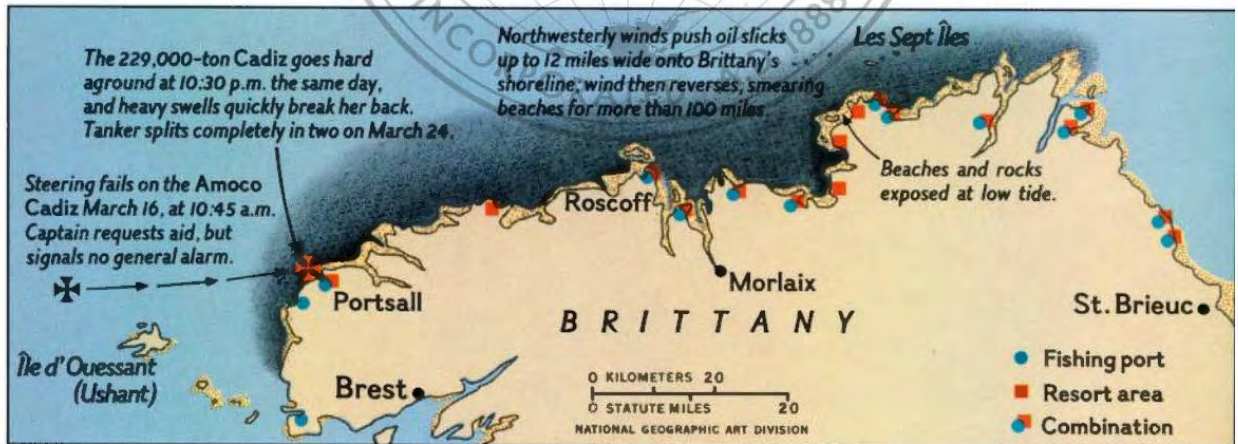 INCORPO 1888
The 229,000-ton Cadiz goes hard
aground at 10:30 p.m. the same day,
and heavy swells quickly break her back.
Tanker splits completely in two on March 24.
Northwesterly winds push oil slicks
up to 12 miles wide onto Brittany's
shoreline; wind then reverses, smearing
beaches for more than 100 miles.
Les Sept Îles
Steering fails on the Amoco
Cadiz March 16, at 10:45 a.m.
Captain requests aid, but
signals no general alarm.
Beaches and rocks
exposed at low tide.
Roscoff
Morlaix
Portsall
St. Brieuc
BRITTANY
Île d'Ouessant
(Ushant)
Brest
0 KILOMETERS 20
0 STATUTE MILES 20
NATIONAL GEOGRAPHIC ART DIVISION
Fishing port
Resort area
Combination